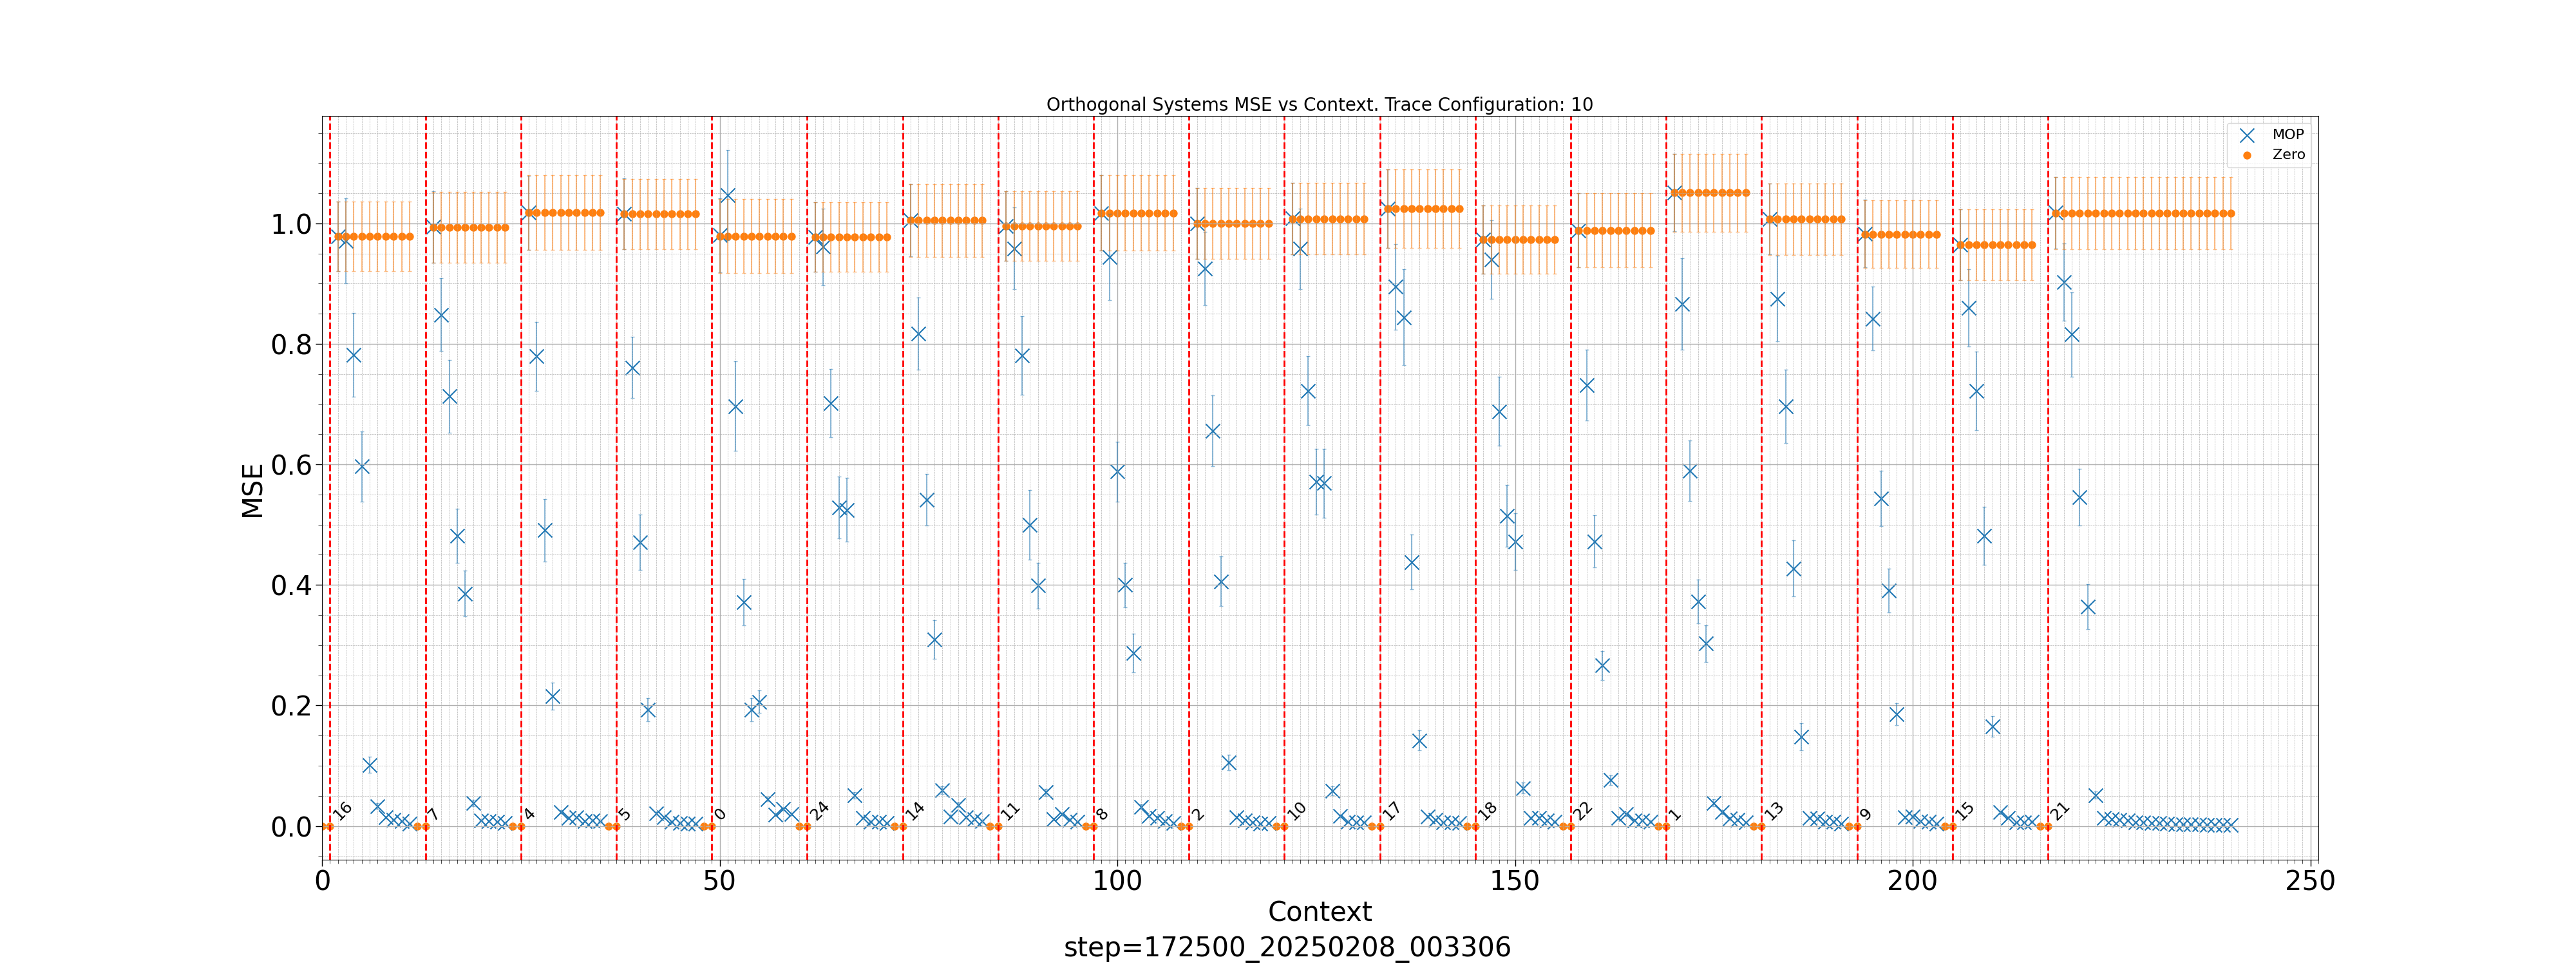 Orthogonal Systems MSE vs Context. Trace Configuration: 10
MOP
Zero
1.0
0.8
0.6
0.4
0.2
0.0
MSE
16 7 4 5 0 24 14 11 8 2 10 17 18 22 1 13 9 15 21
0 50 100 150 200 250
Context
step=172500_20250208_003306